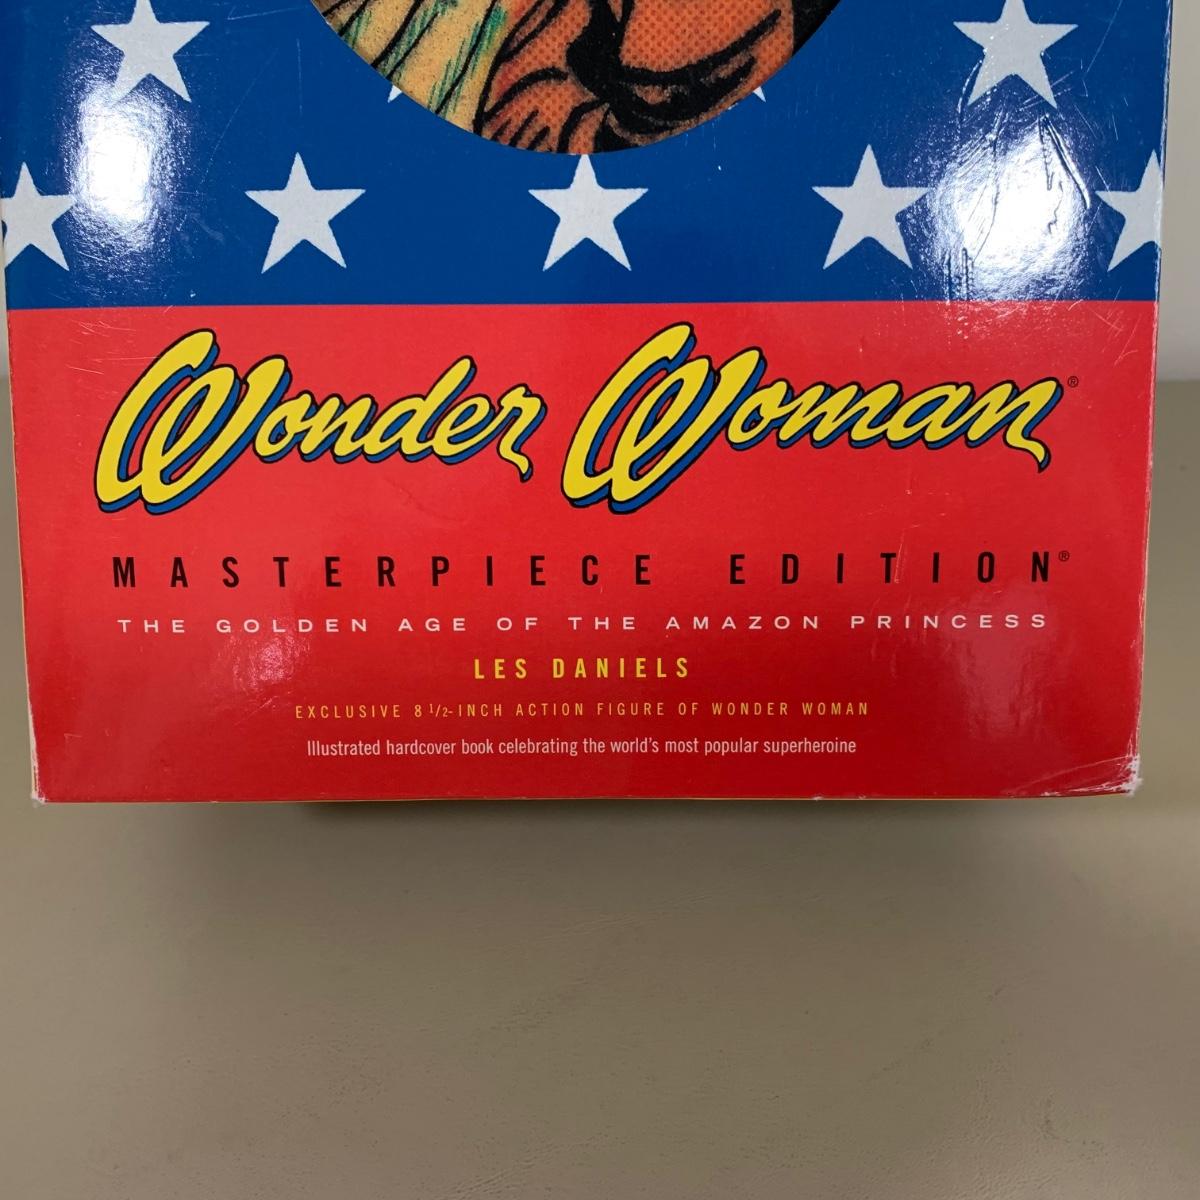 Wonder Woman®
MASTERPIECE EDITION®
THE GOLDEN AGE OF THE AMAZON PRINCESS
LES DANIELS
EXCLUSIVE 8 1/2-INCH ACTION FIGURE OF WONDER WOMAN
Illustrated hardcover book celebrating the world's most popular superheroine